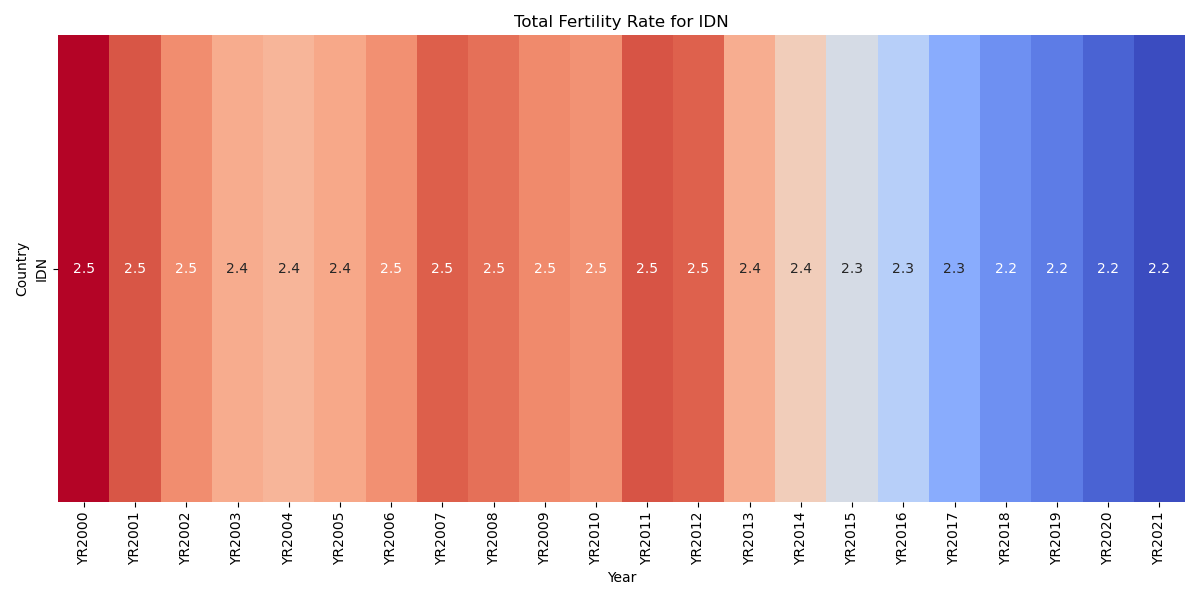 Total Fertility Rate for IDN
Country
IDN
2.5 2.5 2.5 2.4 2.4 2.4 2.5 2.5 2.5 2.5 2.5 2.5 2.5 2.4 2.4 2.3 2.3 2.3 2.2 2.2 2.2 2.2
YR2000 YR2001 YR2002 YR2003 YR2004 YR2005 YR2006 YR2007 YR2008 YR2009 YR2010 YR2011 YR2012 YR2013 YR2014 YR2015 YR2016 YR2017 YR2018 YR2019 YR2020 YR2021
Year